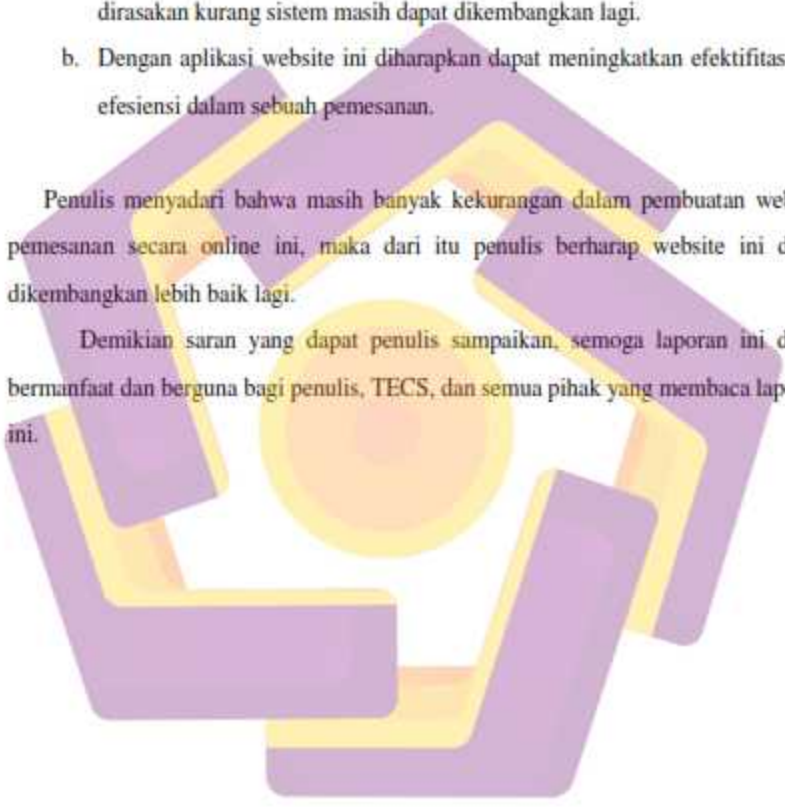 dirasakan kurang sistem masih dapat dikembangkan lagi.
b. Dengan aplikasi website ini diharapkan dapat meningkatkan efektifitas
efesiensi dalam sebuah pemesanan.
Penulis menyadari bahwa masih banyak kekurangan dalam pembuatan
pemesanan secara online ini, maka dari itu penulis berharap website ini
dikembangkan lebih baik lagi.
Demikian saran yang dapat penulis sampaikan, semoga laporan ini
bermanfaat dan berguna bagi penulis, TECS, dan semua pihak yang membaca
ini.